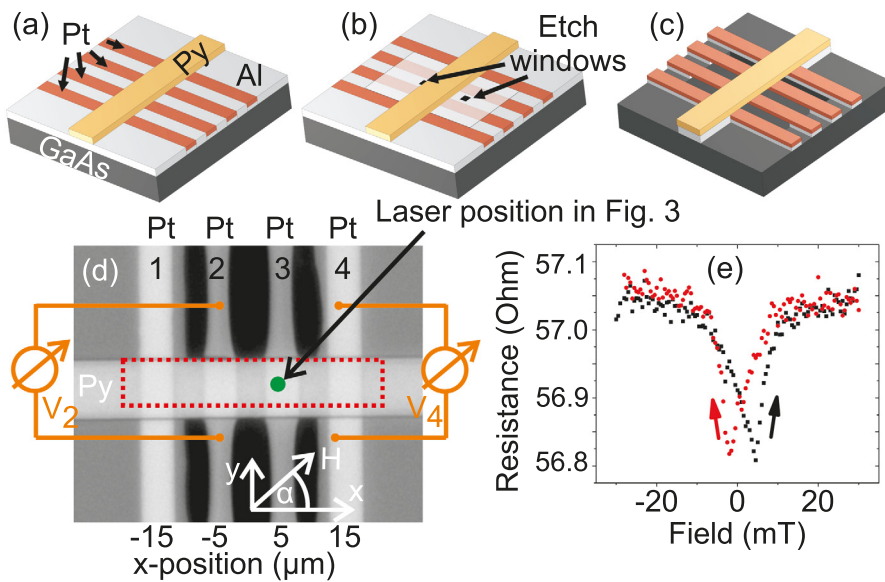 (a)
Pt
Py
Al
GaAs
(b)
Etch
windows
(c)
Laser position in Fig. 3
Pt Pt Pt Pt
(d) 1 2 3 4
Py
V2
V4
y
H
α
x
-15 -5 5 15
x-position (μm)
(e)
57.1
57.0
56.9
56.8
Resistance (Ohm)
-20 0 20
Field (mT)